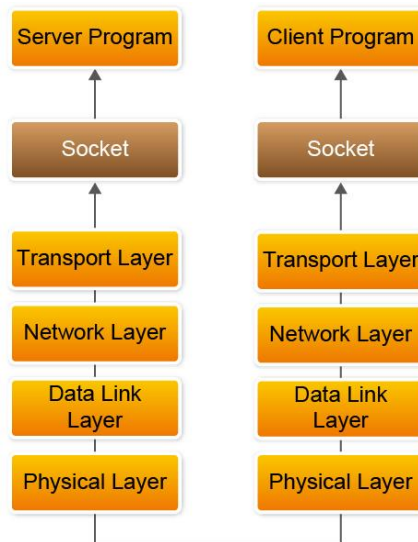 Server Program
Client Program
Socket
Socket
Transport Layer
Transport Layer
Network Layer
Network Layer
Data Link
Layer
Data Link
Layer
Physical Layer
Physical Layer